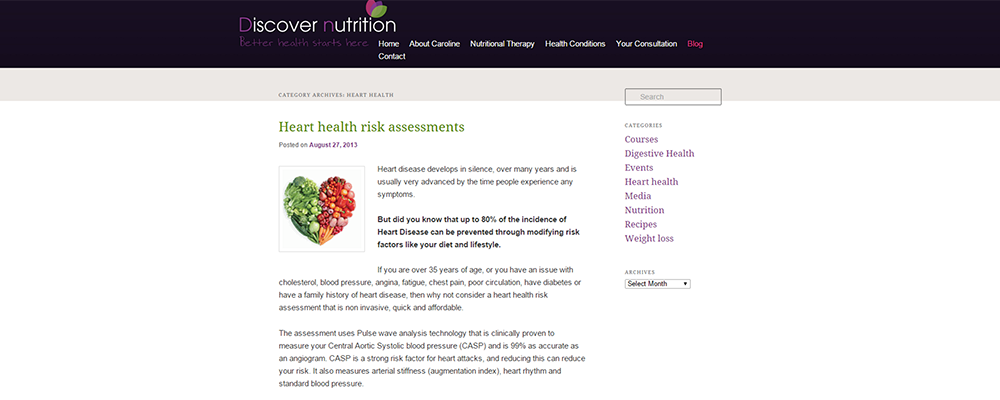 Discover nutrition
Better health starts here
Home About Caroline Nutritional Therapy Health Conditions Your Consultation Blog
Contact
CATEGORY ARCHIVES: HEART HEALTH
Search
Heart health risk assessments
Posted on August 27, 2013
Heart disease develops in silence, over many years and is
usually very advanced by the time people experience any
symptoms.
But did you know that up to 80% of the incidence of
Heart Disease can be prevented through modifying risk
factors like your diet and lifestyle.
If you are over 35 years of age, or you have an issue with
cholesterol, blood pressure, angina, fatigue, chest pain, poor circulation, have diabetes or
have a family history of heart disease, then why not consider a heart health risk
assessment that is non invasive, quick and affordable.
The assessment uses Pulse wave analysis technology that is clinically proven to
measure your Central Aortic Systolic blood pressure (CASP) and is 99% as accurate as
an angiogram. CASP is a strong risk factor for heart attacks, and reducing this can reduce
your risk. It also measures arterial stiffness (augmentation index), heart rhythm and
standard blood pressure.
CATEGORIES
Courses
Digestive Health
Events
Heart health
Media
Nutrition
Recipes
Weight loss
ARCHIVES
Select Month